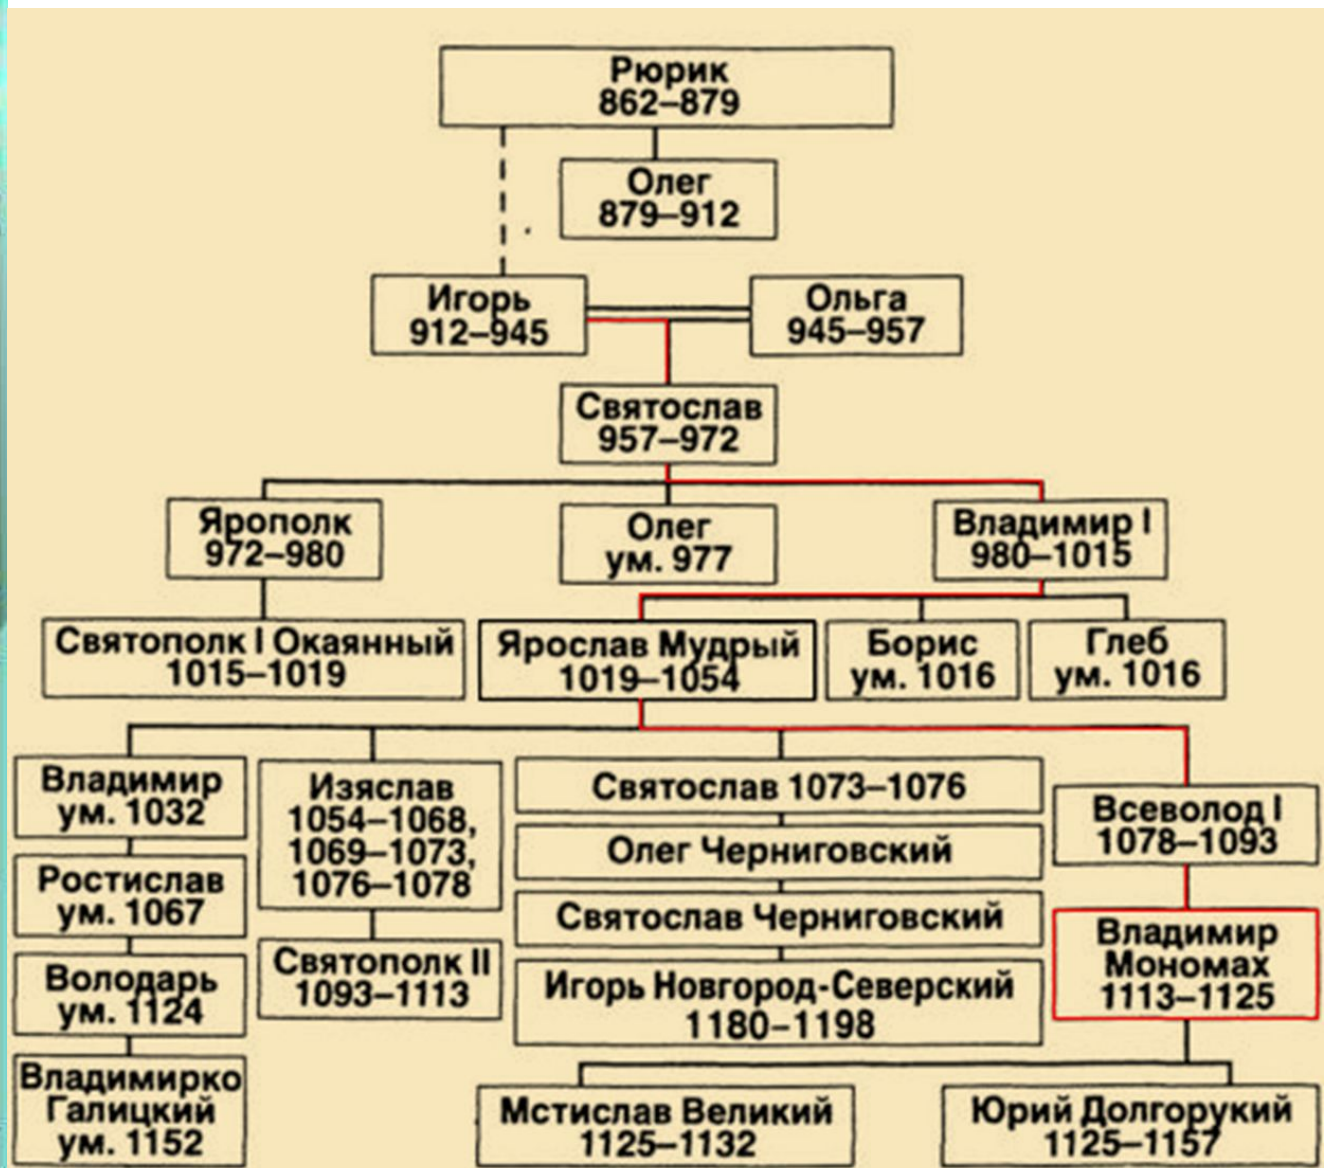 Рюрик
862–879
Олег
879–912
Игорь
912–945
Ольга
945–957
Святослав
957–972
Ярополк
972–980
Олег
ум. 977
Владимир I
980–1015
Святополк I Окаянный
1015–1019
Ярослав Мудрый
1019–1054
Борис
ум. 1016
Глеб
ум. 1016
Владимир
ум. 1032
Ростислав
ум. 1067
Володарь
ум. 1124
Владимирко
Галицкий
ум. 1152
Изяслав
1054–1068,
1069–1073,
1076–1078
Святополк II
1093–1113
Святослав 1073–1076
Олег Черниговский
Святослав Черниговский
Игорь Новгород-Северский
1180–1198
Всеволод I
1078–1093
Владимир
Мономах
1113–1125
Мстислав Великий
1125–1132
Юрий Долгорукий
1125–1157